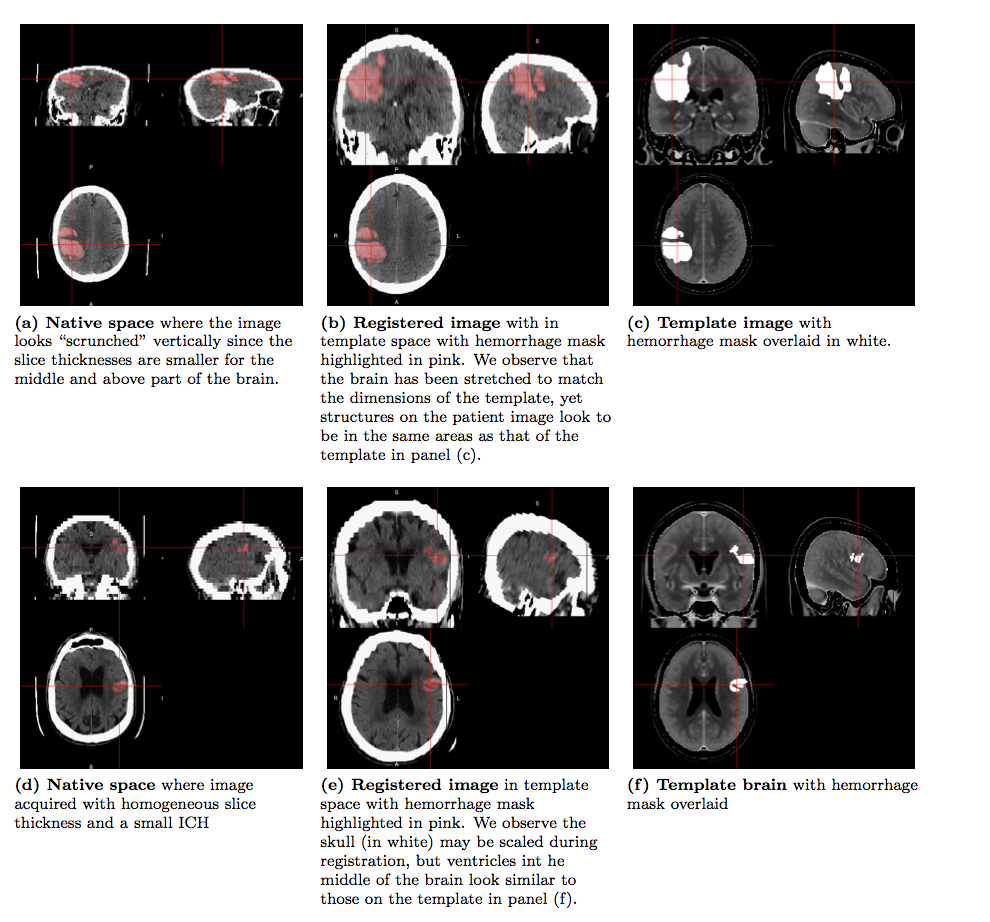 S
S
P
P
R
L
A
A
(a) Native space where the image
looks “scrunched” vertically since the
slice thicknesses are smaller for the
middle and above part of the brain.
(b) Registered image with in
template space with hemorrhage mask
highlighted in pink. We observe that
the brain has been stretched to match
the dimensions of the template, yet
structures on the patient image look to
be in the same areas as that of the
template in panel (c).
(c) Template image with
hemorrhage mask overlaid in white.
S
S
S
P
R
L
A
A
(d) Native space where image
acquired with homogeneous slice
thickness and a small ICH
(e) Registered image in template
space with hemorrhage mask
highlighted in pink. We observe the
skull (in white) may be scaled during
registration, but ventricles int he
middle of the brain look similar to
those on the template in panel (f).
(f) Template brain with hemorrhage
mask overlaid